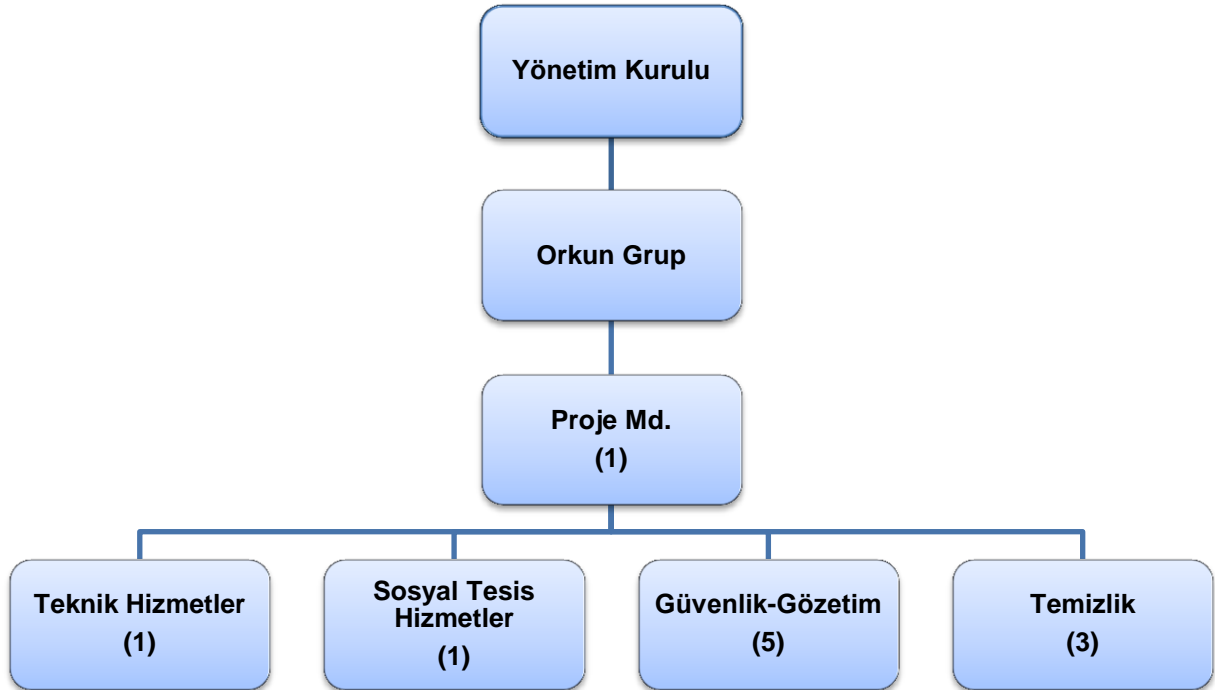 Yönetim Kurulu
Orkun Grup
Proje Md.
(1)
Teknik Hizmetler
(1)
Sosyal Tesis
Hizmetler
(1)
Güvenlik-Gözetim
(5)
Temizlik
(3)